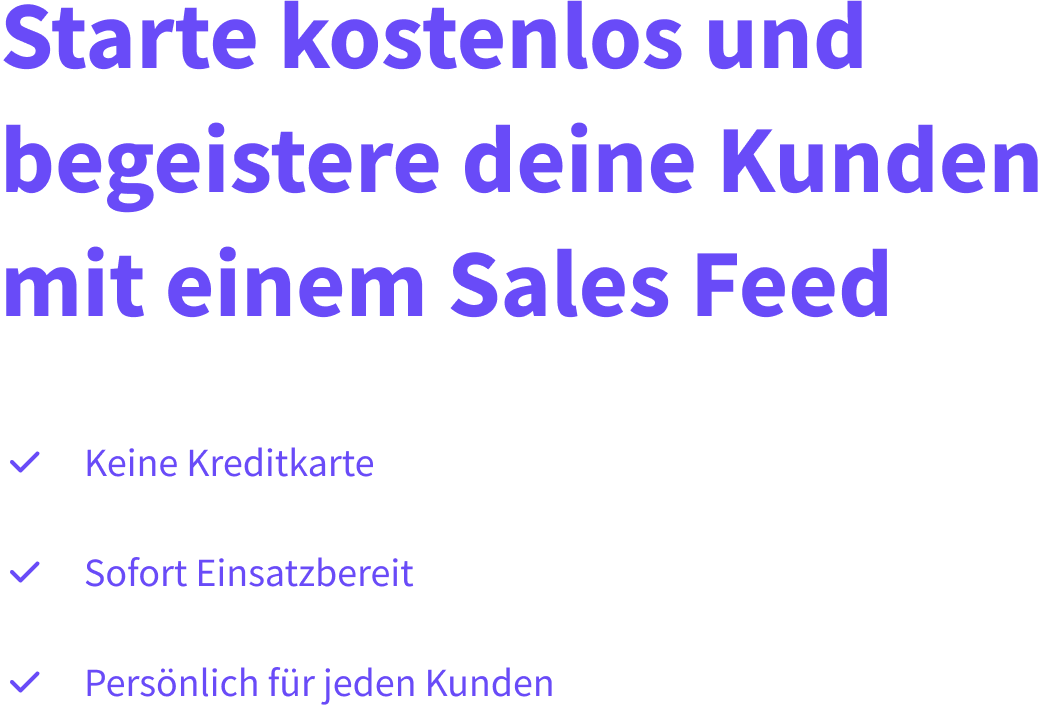 Starte kostenlos und
begeistere deine Kunden
mit einem Sales Feed
Keine Kreditkarte
Sofort Einsatzbereit
Persönlich für jeden Kunden